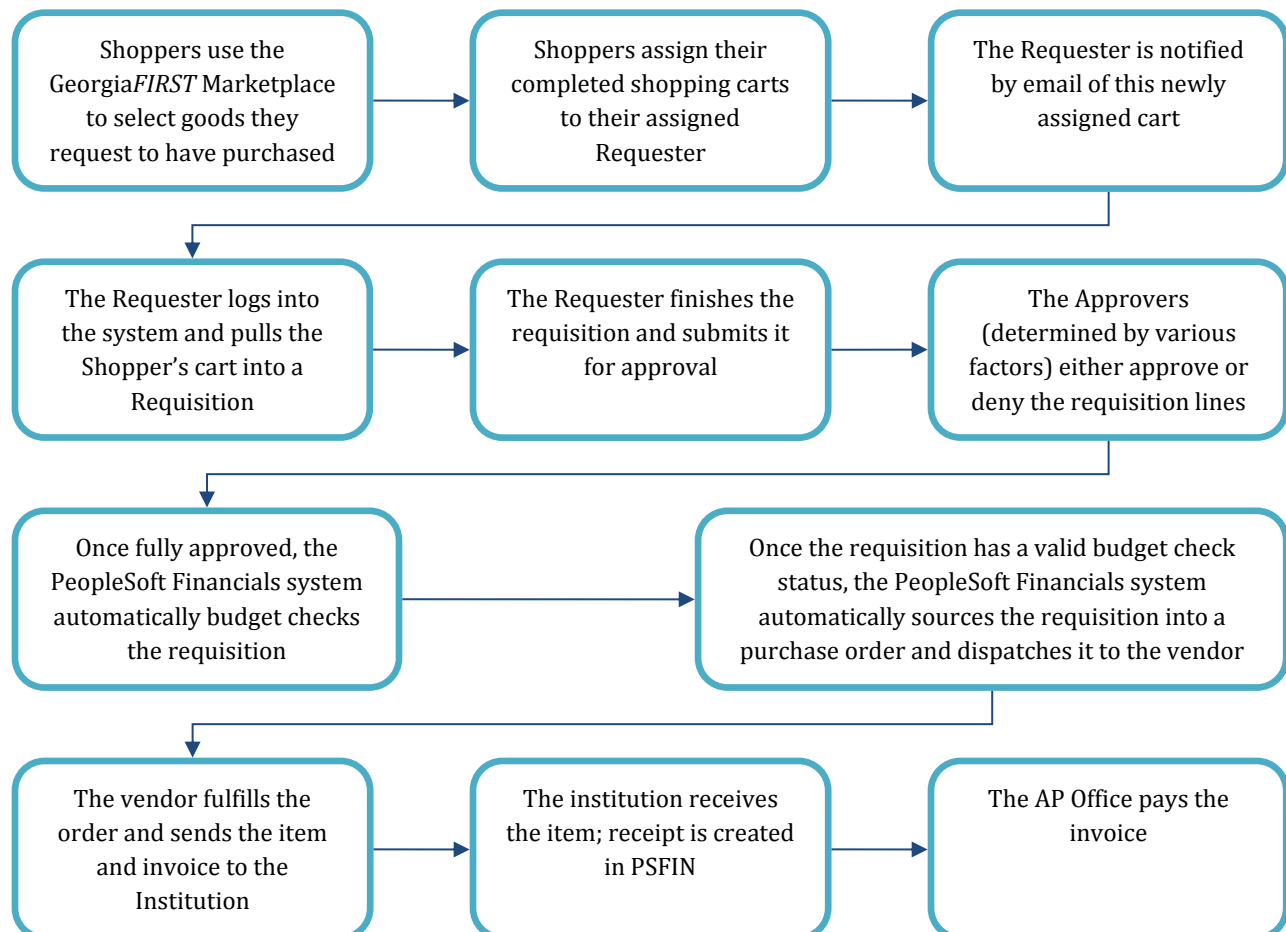 Shoppers use the
GeorgiaFIRST Marketplace
to select goods they
request to have purchased
Shoppers assign their
completed shopping carts
to their assigned
Requester
The Requester is notified
by email of this newly
assigned cart
The Requester logs into
the system and pulls the
Shopper’s cart into a
Requisition
The Requester finishes the
requisition and submits it
for approval
The Approvers
(determined by various
factors) either approve or
deny the requisition lines
Once fully approved, the
PeopleSoft Financials system
automatically budget checks
the requisition
Once the requisition has a valid budget check
status, the PeopleSoft Financials system
automatically sources the requisition into a
purchase order and dispatches it to the vendor
The vendor fulfills the
order and sends the item
and invoice to the
Institution
The institution receives
the item; receipt is created
in PSFIN
The AP Office pays the
invoice